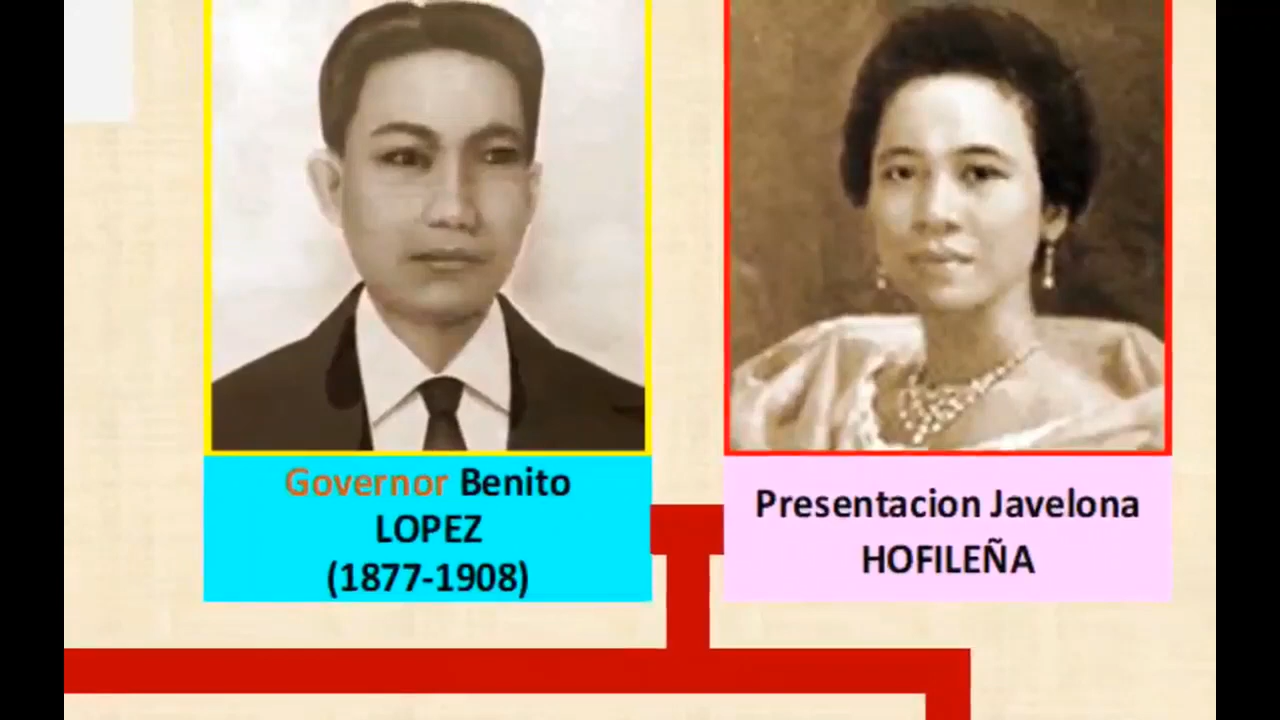 Governor Benito
LOPEZ
(1877-1908)
Presentacion Javelona
HOFILEÑA